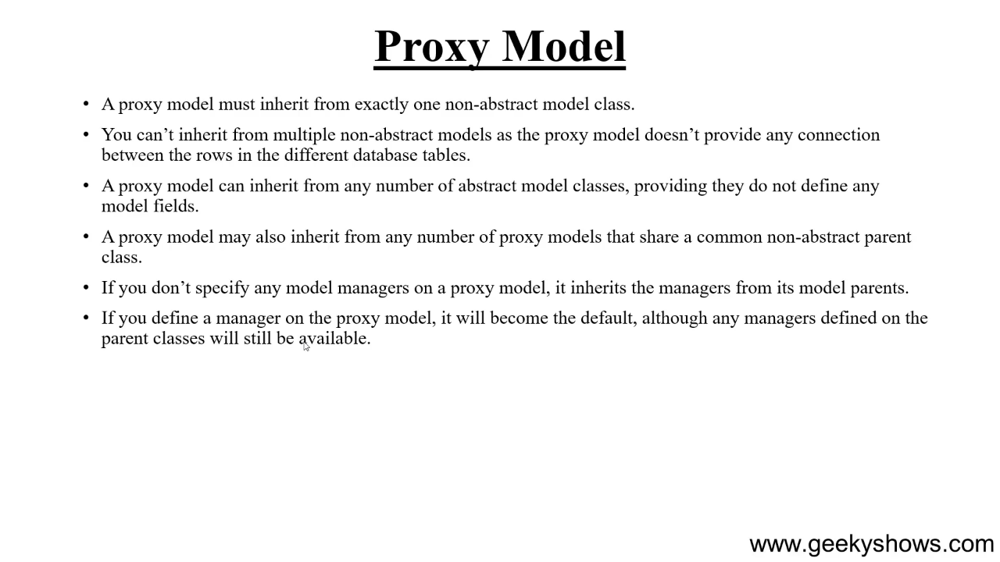 Proxy Model
• A proxy model must inherit from exactly one non-abstract model class.
• You can’t inherit from multiple non-abstract models as the proxy model doesn’t provide any connection
between the rows in the different database tables.
• A proxy model can inherit from any number of abstract model classes, providing they do not define any
model fields.
• A proxy model may also inherit from any number of proxy models that share a common non-abstract parent
class.
• If you don’t specify any model managers on a proxy model, it inherits the managers from its model parents.
• If you define a manager on the proxy model, it will become the default, although any managers defined on the
parent classes will still be available.
www.geekyshows.com